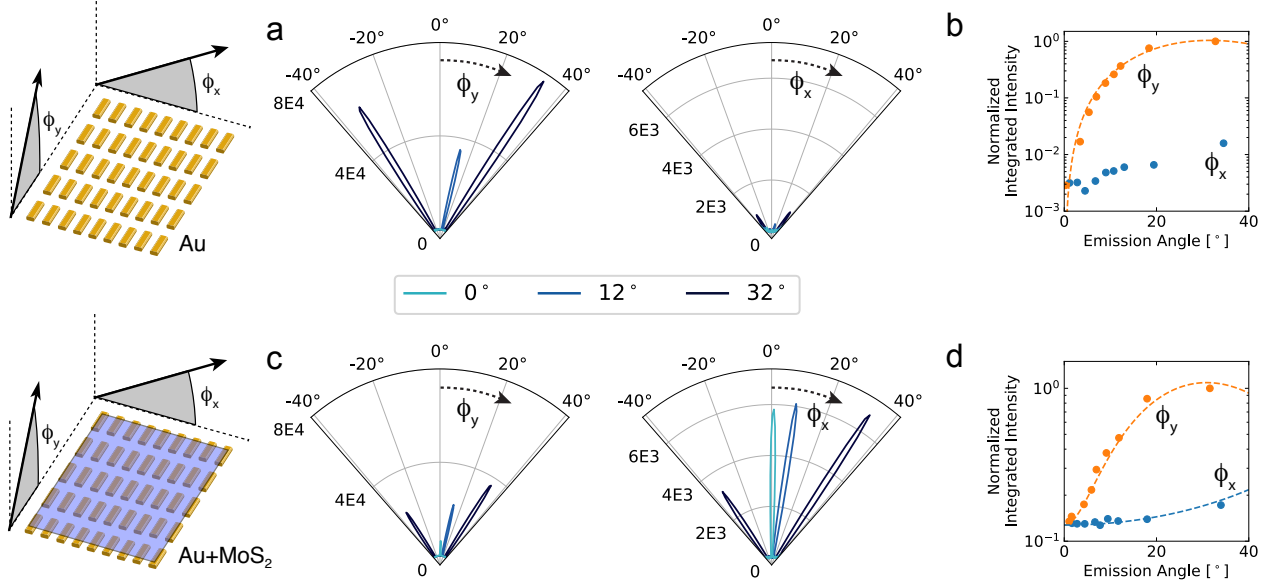 a
b
ϕx
ϕy
Au
0°
-20°
20°
-40°
40°
ϕy
8E4
4E4
0
0°
-20°
20°
-40°
40°
ϕx
6E3
4E3
2E3
0
Normalized
Integrated Intensity
10⁰
10⁻¹
10⁻²
10⁻³
ϕy
ϕx
0
20
40
Emission Angle [°]
0°
12°
32°
c
d
ϕx
ϕy
Au+MoS₂
0°
-20°
20°
-40°
40°
ϕy
8E4
4E4
0
0°
-20°
20°
-40°
40°
ϕx
6E3
4E3
2E3
0
Normalized
Integrated Intensity
10⁰
10⁻¹
ϕy
ϕx
0
20
40
Emission Angle [°]